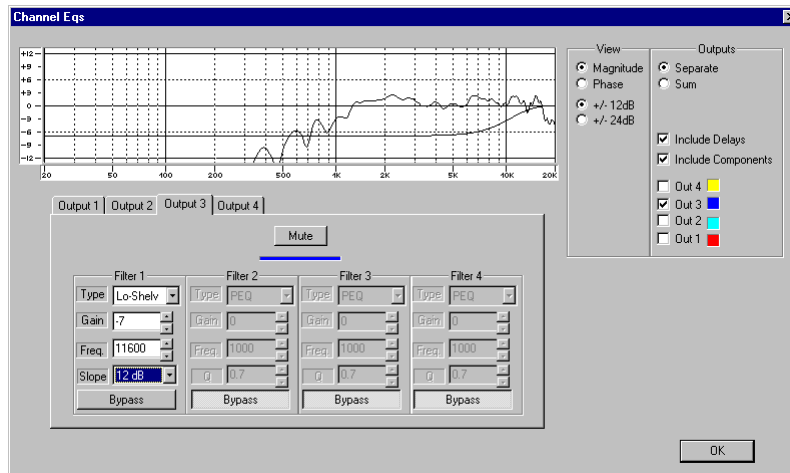 Channel Eqs
+12
+9
+6
+3
0
-3
-6
-9
-12
20
50
100
200
500
1K
2K
5K
10K
20K
View
Magnitude
Phase
+/- 12dB
+/- 24dB
Outputs
Separate
Sum
Include Delays
Include Components
Out 4
Out 3
Out 2
Out 1
Output 1 Output 2 Output 3 Output 4
Mute
Filter 1 Filter 2 Filter 3 Filter 4
Type Lo-Shelv Type PEQ Type PEQ Type PEQ
Gain -7 Gain 0 Gain 0 Gain 0
Freq. 11600 Freq. 1000 Freq. 1000 Freq. 1000
Slope 12 dB Q 0.7 Q 0.7 Q 0.7
Bypass Bypass Bypass Bypass
OK